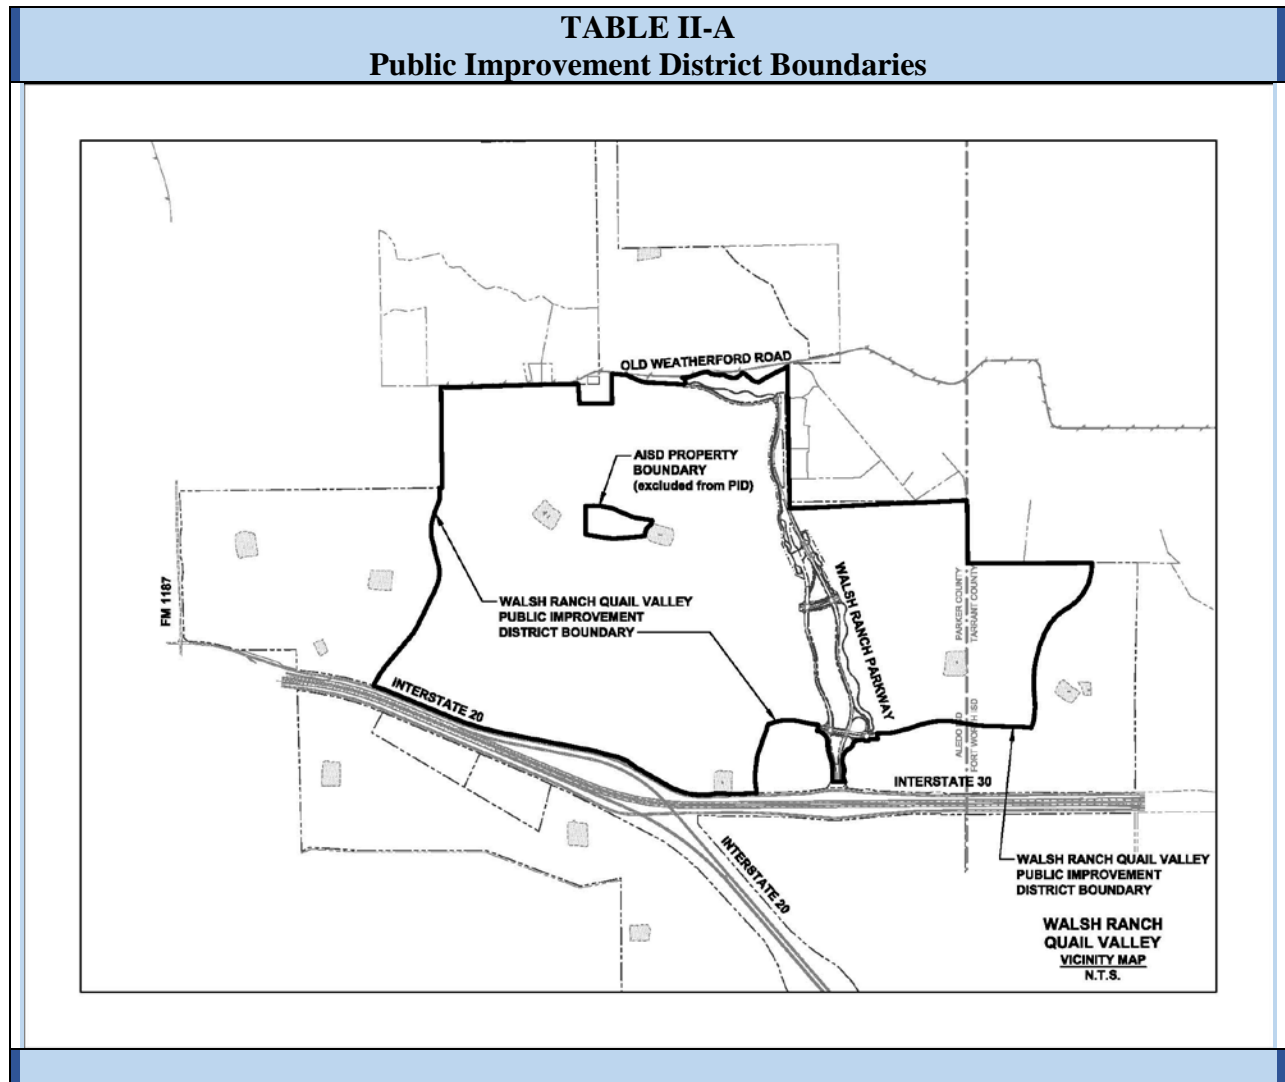 TABLE II-A
Public Improvement District Boundaries
OLD WEATHERFORD ROAD
AISD PROPERTY
BOUNDARY
(excluded from PID)
FM 1187
WALSH RANCH QUAIL VALLEY
PUBLIC IMPROVEMENT
DISTRICT BOUNDARY
WALSH RANCH PARKWAY
PARKER COUNTY
TARRANT COUNTY
INTERSTATE 20
ALEDO ISD
FORT WORTH ISD
INTERSTATE 30
INTERSTATE 20
WALSH RANCH QUAIL VALLEY
PUBLIC IMPROVEMENT
DISTRICT BOUNDARY
WALSH RANCH
QUAIL VALLEY
VICINITY MAP
N.T.S.